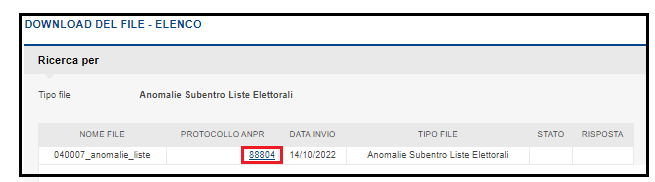 DOWNLOAD DEL FILE - ELENCO
Ricerca per
Tipo file Anomalie Subentro Liste Elettorali
NOME FILE PROTOCOLLO ANPR DATA INVIO TIPO FILE STATO RISPOSTA
040007_anomalie_liste 88804 14/10/2022 Anomalie Subentro Liste Elettorali